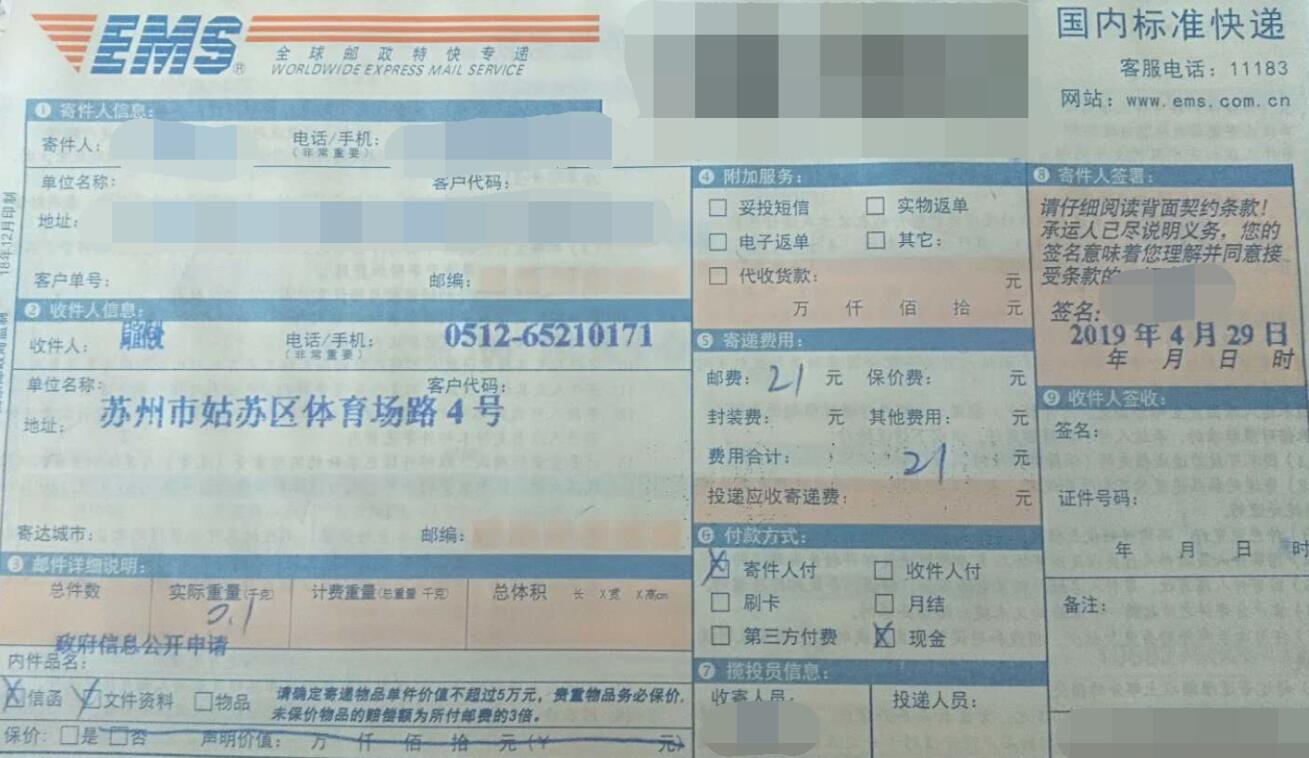 EMS®
全球邮政特快专递
WORLDWIDE EXPRESS MAIL SERVICE
国内标准快递
客服电话：11183
网站：www.ems.com.cn
18年12月印制
❶ 寄件人信息：
寄件人：
电话/手机：
（非常重要）
单位名称：
客户代码：
地址：
客户单号：
邮编：
❷ 收件人信息：
收件人：
电话/手机： 0512-65210171
（非常重要）
单位名称：
客户代码：
地址： 苏州市姑苏区体育场路4号
寄达城市：
邮编：
❸ 邮件详细说明：
总件数 实际重量(千克) 计费重量(总重量 千克) 总体积 长 X宽 X高cm
0.1
政府信息公开申请
内件品名：
信函 文件资料 物品
请确定寄递物品单件价值不超过5万元，贵重物品务必保价，
未保价物品的赔偿额为所付邮费的3倍。
保价：是 否 声明价值： 万 仟 佰 拾 元（￥ 元）
❹ 附加服务：
妥投短信 实物返单
电子返单 其它：
代收货款： 元
万 仟 佰 拾 元
❺ 寄递费用：
邮费：21 元 保价费： 元
封装费： 元 其他费用： 元
费用合计： 21 元
投递应收寄递费： 元
❻ 付款方式：
寄件人付 收件人付
刷卡 月结
第三方付费 现金
❼ 揽投员信息：
收寄人员：
投递人员：
❽ 寄件人签署：
请仔细阅读背面契约条款！
承运人已尽说明义务，您的
签名意味着您理解并同意接
受条款的
签名：
2019年4月29日
年 月 日 时
❾ 收件人签收：
签名：
证件号码：
年 月 日 时
备注：